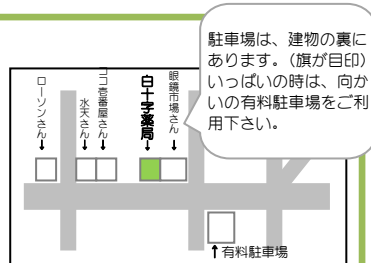 駐車場は、建物の裏に
あります。(旗が目印)
いっぱいの時は、向か
いの有料駐車場をご利
用下さい。
ローソンさん→
水天さん→
ココ壱番屋さん→
白十字薬局→
眼鏡市場さん→
↑有料駐車場